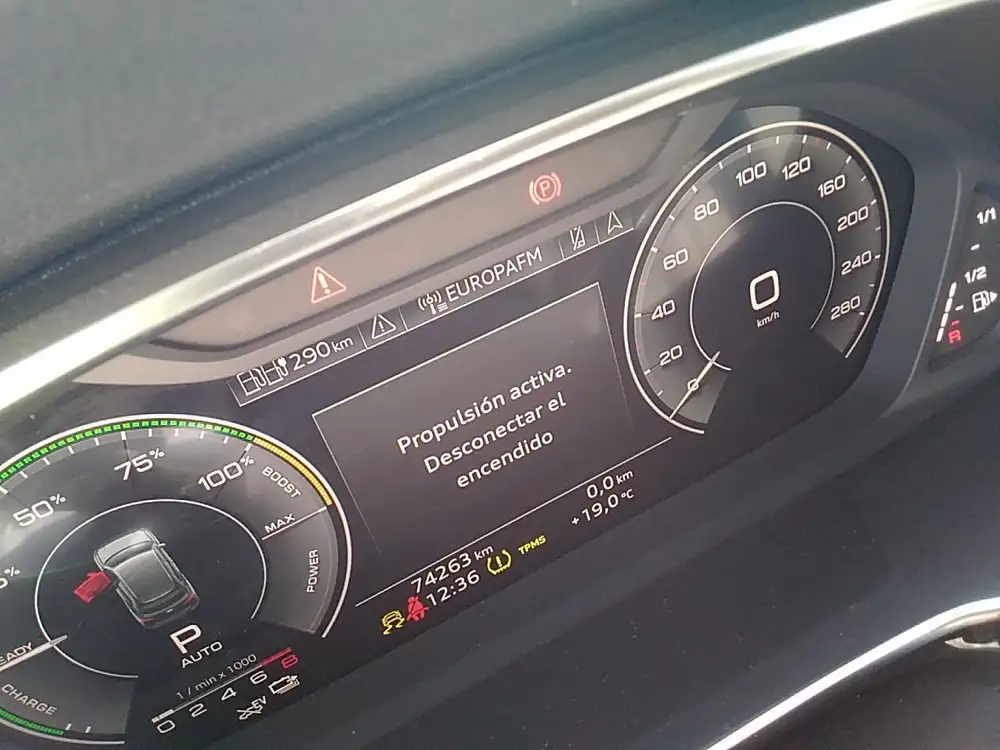 290 km
EUROPAFM
Propulsión activa.
Desconectar el
encendido
0,0 km
+19,0 °C
74263 km
12:36
TPMS
50%
75%
100%
BOOST
MAX
POWER
CHARGE
P
AUTO
1/min x 1000
0 2 4 6 8
EV
0
20
40
60
80
100
120
160
200
240
280
0
km/h
P
1/1
1/2
R